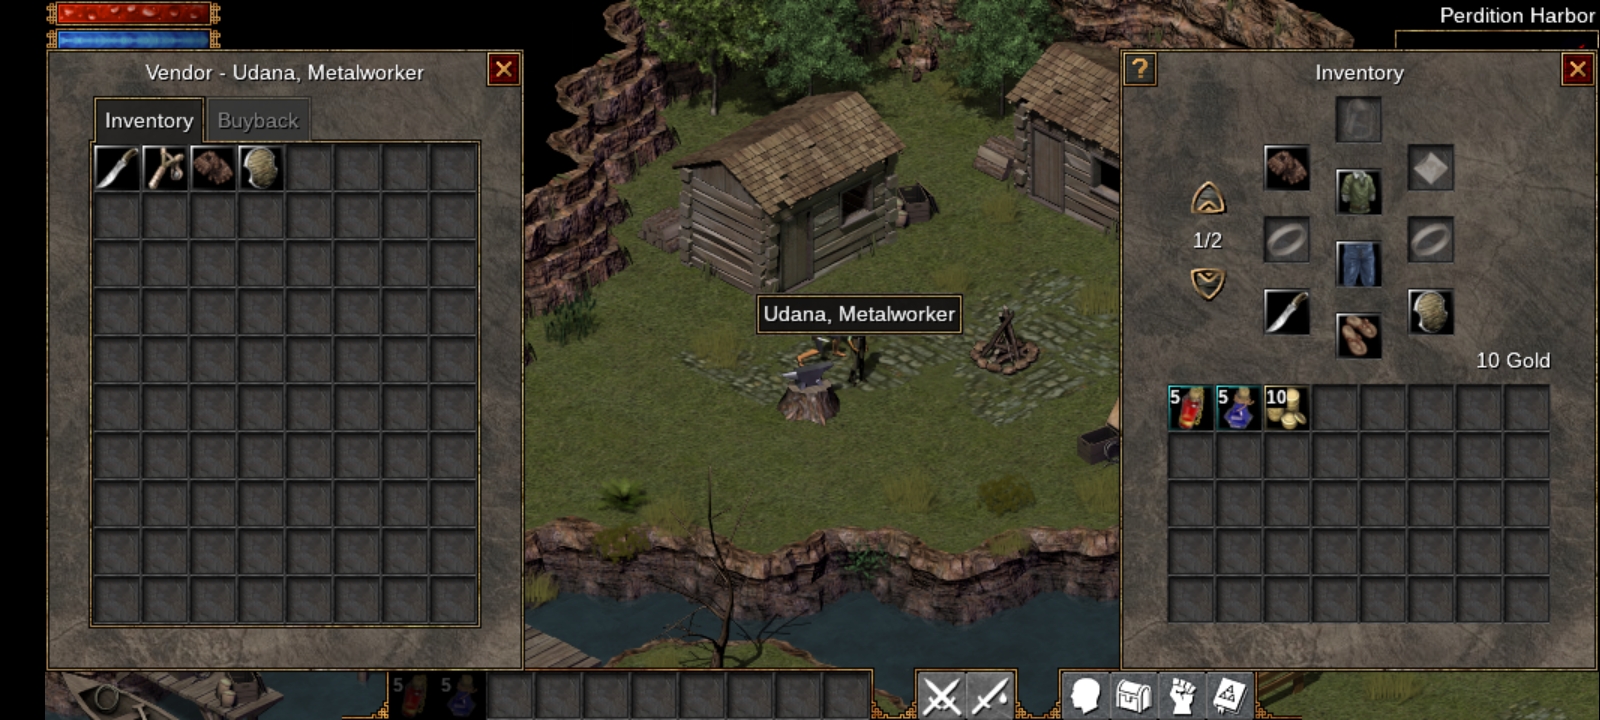 Perdition Harbor
Vendor - Udana, Metalworker
Inventory
Buyback
Udana, Metalworker
?
Inventory
1/2
10 Gold
5
5
10
5
5